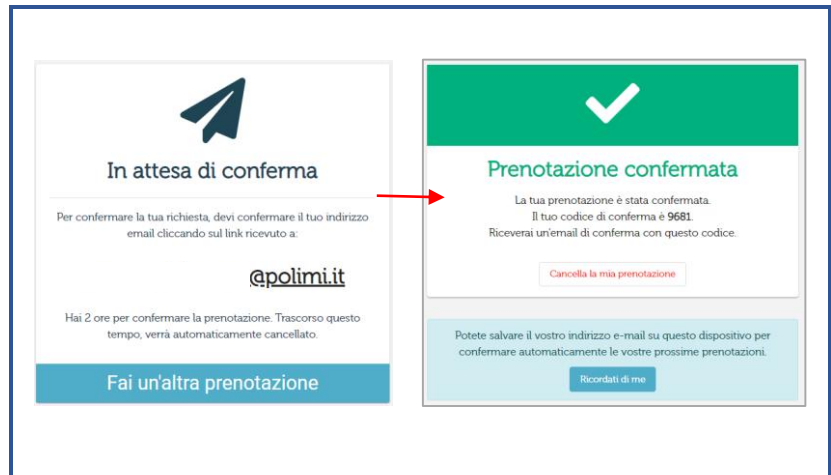 In attesa di conferma
Per confermare la tua richiesta, devi confermare il tuo indirizzo
email cliccando sul link ricevuto a:
@polimi.it
Hai 2 ore per confermare la prenotazione. Trascorso questo
tempo, verrà automaticamente cancellato.
Fai un'altra prenotazione
Prenotazione confermata
La tua prenotazione è stata confermata.
Il tuo codice di conferma è 9681.
Riceverai un'email di conferma con questo codice.
Cancella la mia prenotazione
Potete salvare il vostro indirizzo e-mail su questo dispositivo per
confermare automaticamente le vostre prossime prenotazioni.
Ricordati di me